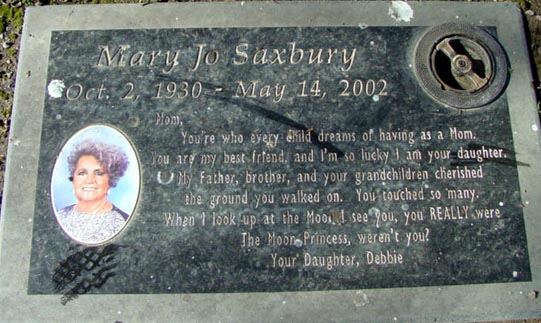 Mary Jo Saxbury
Oct. 2, 1930 - May 14, 2002
Mom,
You're who every child dreams of having as a Mom.
You are my best friend, and I'm so lucky I am your daughter.
My Father, brother, and your grandchildren cherished
the ground you walked on. You touched so many.
When I look up at the Moon, I see you, you REALLY were
The Moon Princess, weren't you?
Your Daughter, Debbie